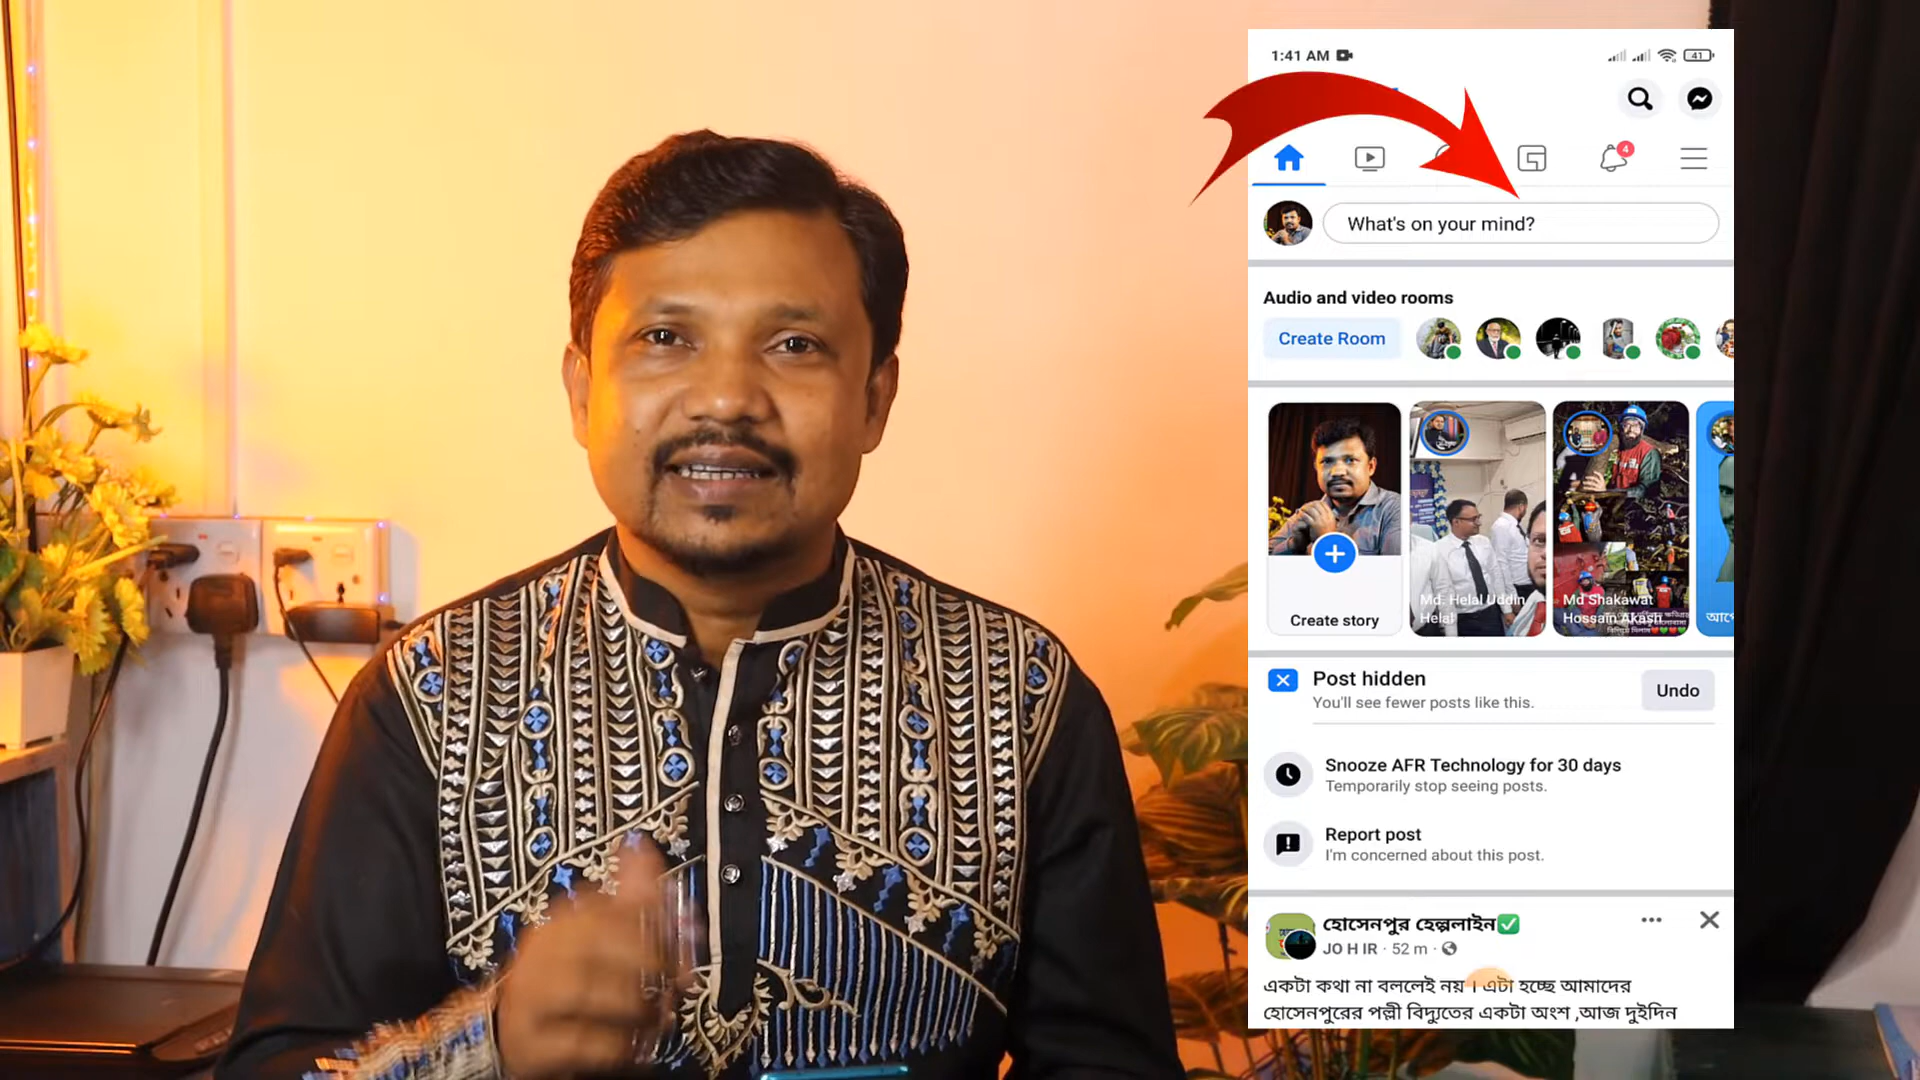 1:41 AM
41
4
What's on your mind?
Audio and video rooms
Create Room
Create story
Md. Helal Uddin
Helal
Md Shakawat
Hossain Akash
Post hidden
You'll see fewer posts like this.
Undo
Snooze AFR Technology for 30 days
Temporarily stop seeing posts.
Report post
I'm concerned about this post.
হোসেনপুর হেল্পলাইন✅
JO H IR · 52 m ·
একটা কথা না বললেই নয় । এটা হচ্ছে আমাদের
হোসেনপুরের পল্লী বিদ্যুতের একটা অংশ ,আজ দুইদিন